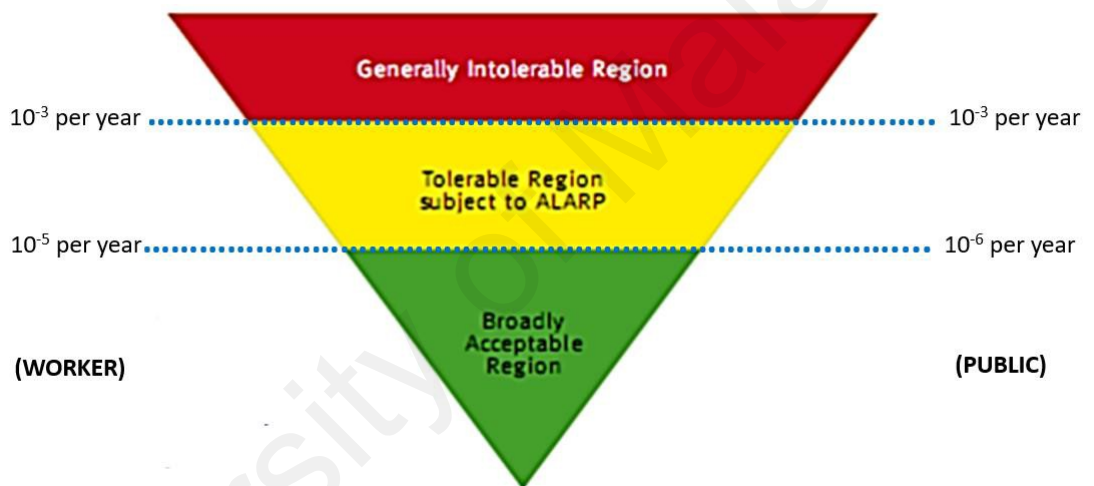 Generally Intolerable Region
10⁻³ per year
10⁻³ per year
Tolerable Region
subject to ALARP
10⁻⁵ per year
10⁻⁶ per year
Broadly
Acceptable
Region
(WORKER)
(PUBLIC)